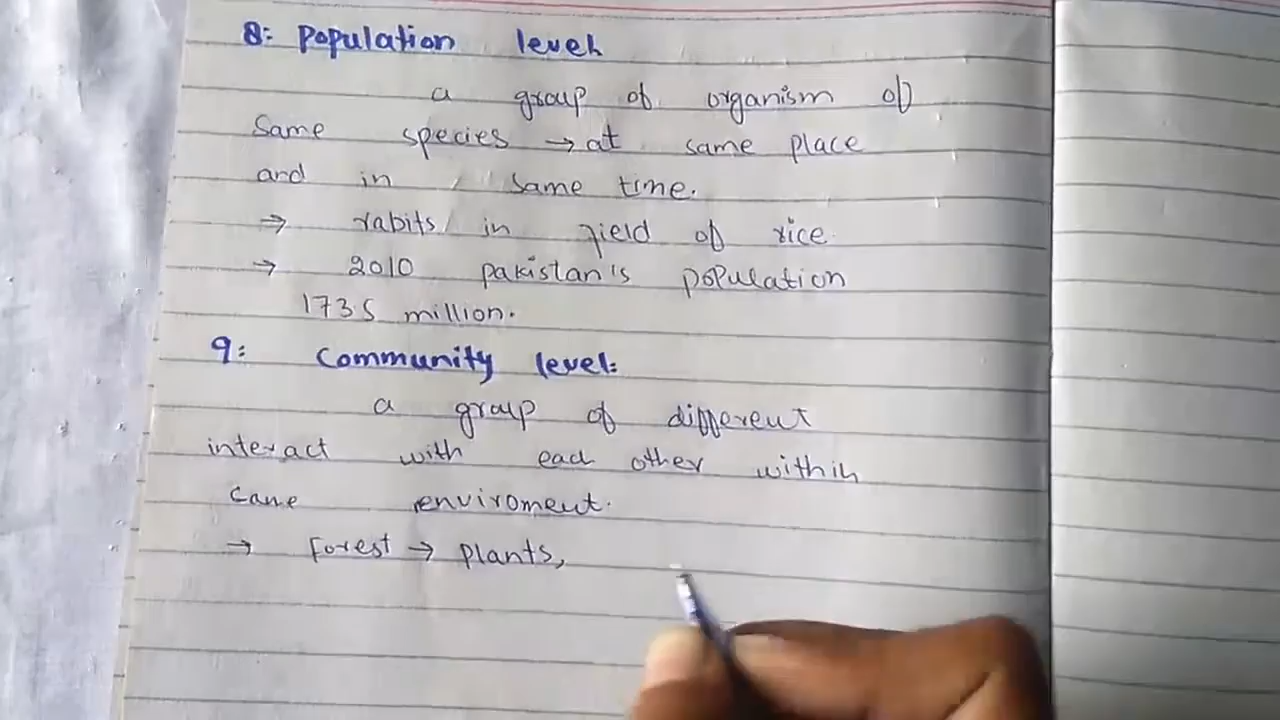 8: Population level
a group of organism of
Same species → at same place
and in same time.
⇒ rabits in field of rice.
→ 2010 pakistan's population
1735 million.
9: Community level:
a group of different
interact with each other within
same enviroment.
→ Forest → plants,